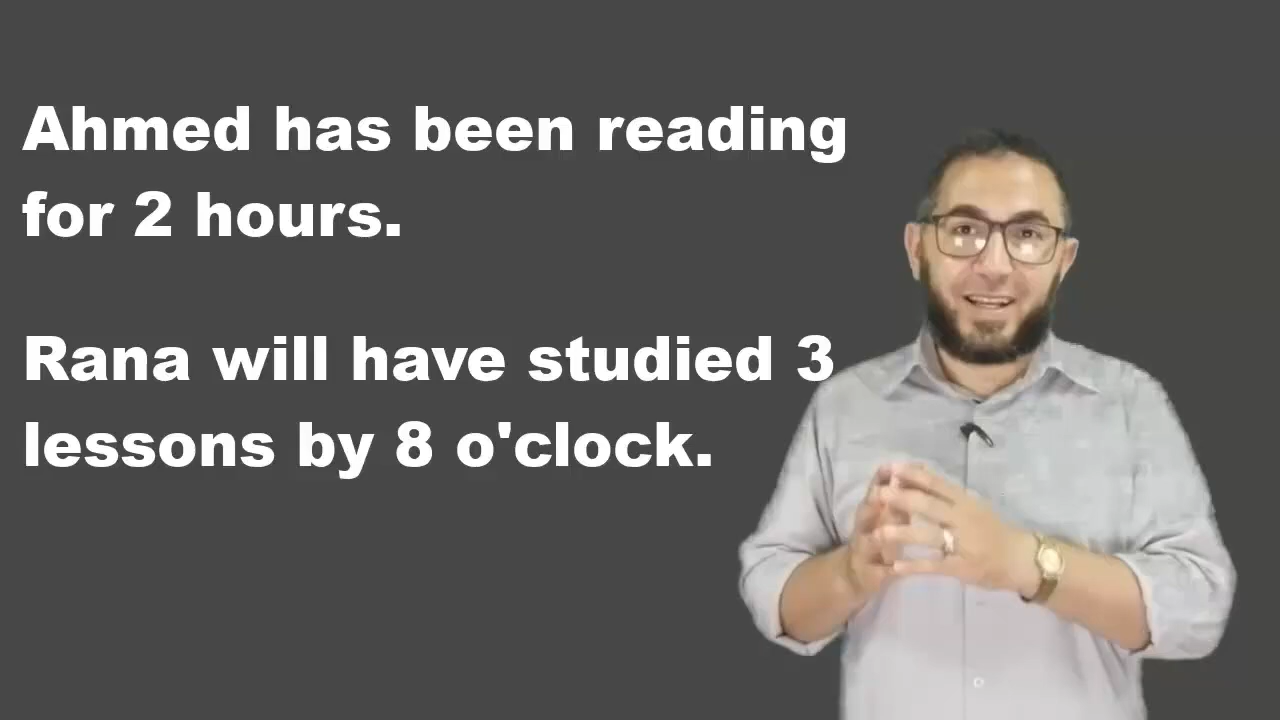 Ahmed has been reading
for 2 hours.
Rana will have studied 3
lessons by 8 o'clock.